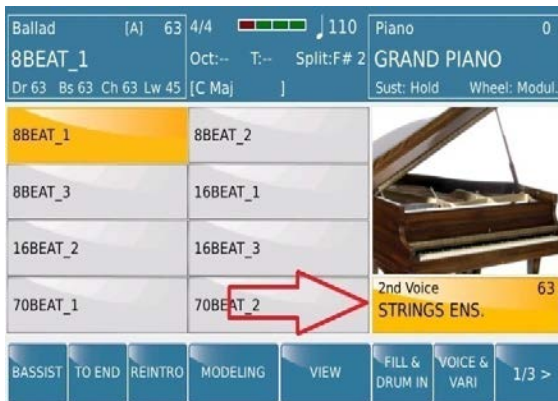 Ballad [A] 63
8BEAT_1
Dr 63 Bs 63 Ch 63 Lw 45
4/4 110
Oct:-- T:-- Split:F# 2
[C Maj ]
Piano 0
GRAND PIANO
Sust: Hold Wheel: Modul.
8BEAT_1 8BEAT_2
8BEAT_3 16BEAT_1
16BEAT_2 16BEAT_3
70BEAT_1 70BEAT_2
2nd Voice 63
STRINGS ENS.
BASSIST TO END REINTRO MODELING VIEW FILL & DRUM IN VOICE & VARI 1/3 >